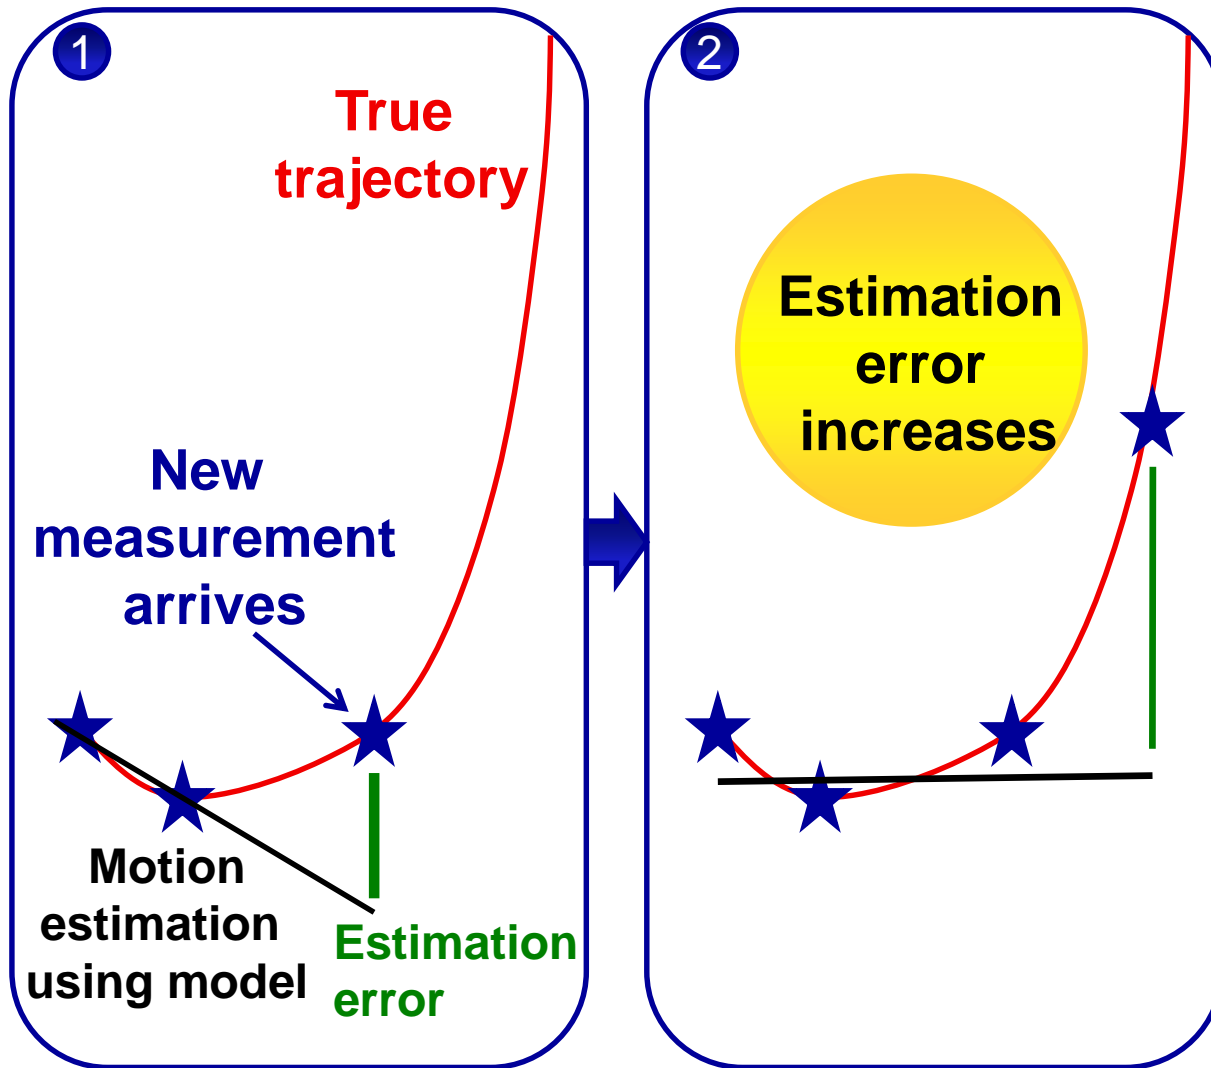 1
True
trajectory
New
measurement
arrives
Motion
estimation
using model
Estimation
error
2
Estimation
error
increases